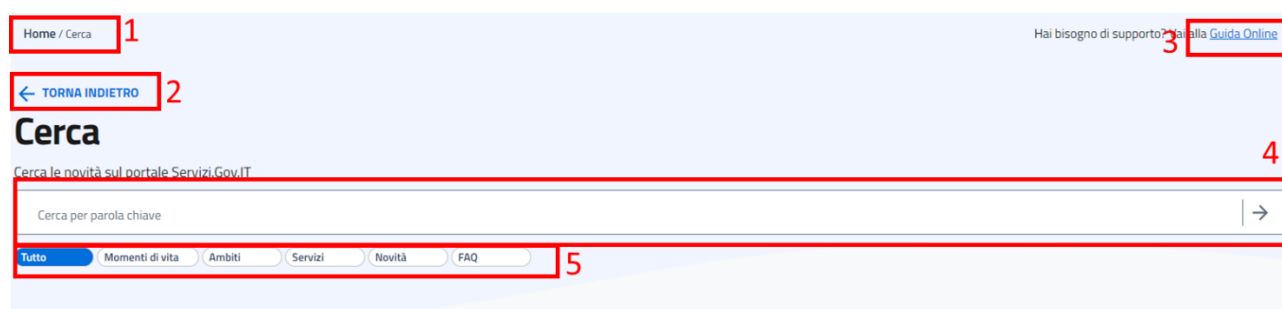 Home / Cerca 1
Hai bisogno di supporto? Vai alla Guida Online 3
← TORNA INDIETRO 2
Cerca
Cerca le novità sul portale Servizi.Gov.IT
4
Cerca per parola chiave →
Tutto Momenti di vita Ambiti Servizi Novità FAQ 5